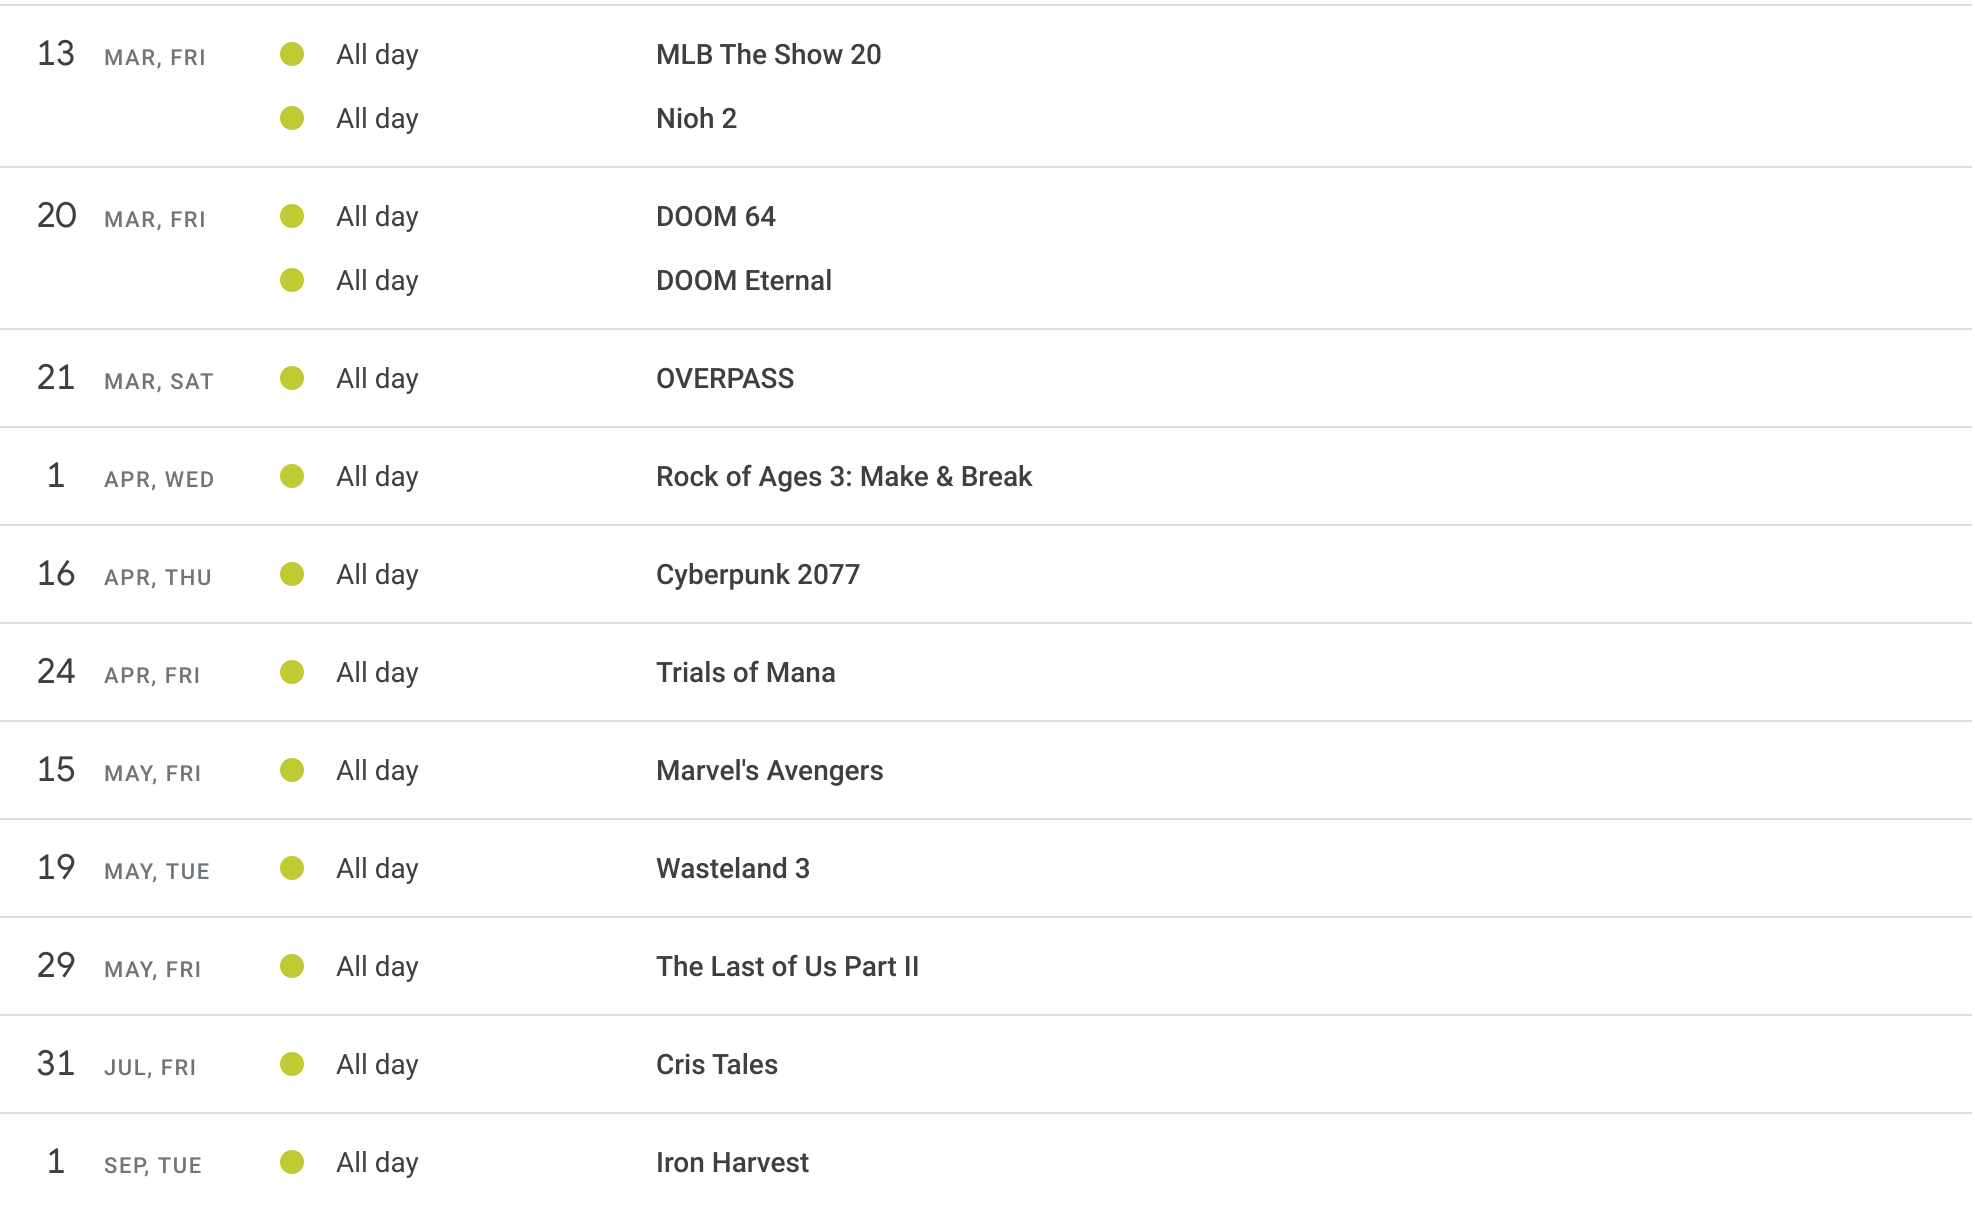 13 MAR, FRI All day MLB The Show 20
All day Nioh 2
20 MAR, FRI All day DOOM 64
All day DOOM Eternal
21 MAR, SAT All day OVERPASS
1 APR, WED All day Rock of Ages 3: Make & Break
16 APR, THU All day Cyberpunk 2077
24 APR, FRI All day Trials of Mana
15 MAY, FRI All day Marvel's Avengers
19 MAY, TUE All day Wasteland 3
29 MAY, FRI All day The Last of Us Part II
31 JUL, FRI All day Cris Tales
1 SEP, TUE All day Iron Harvest